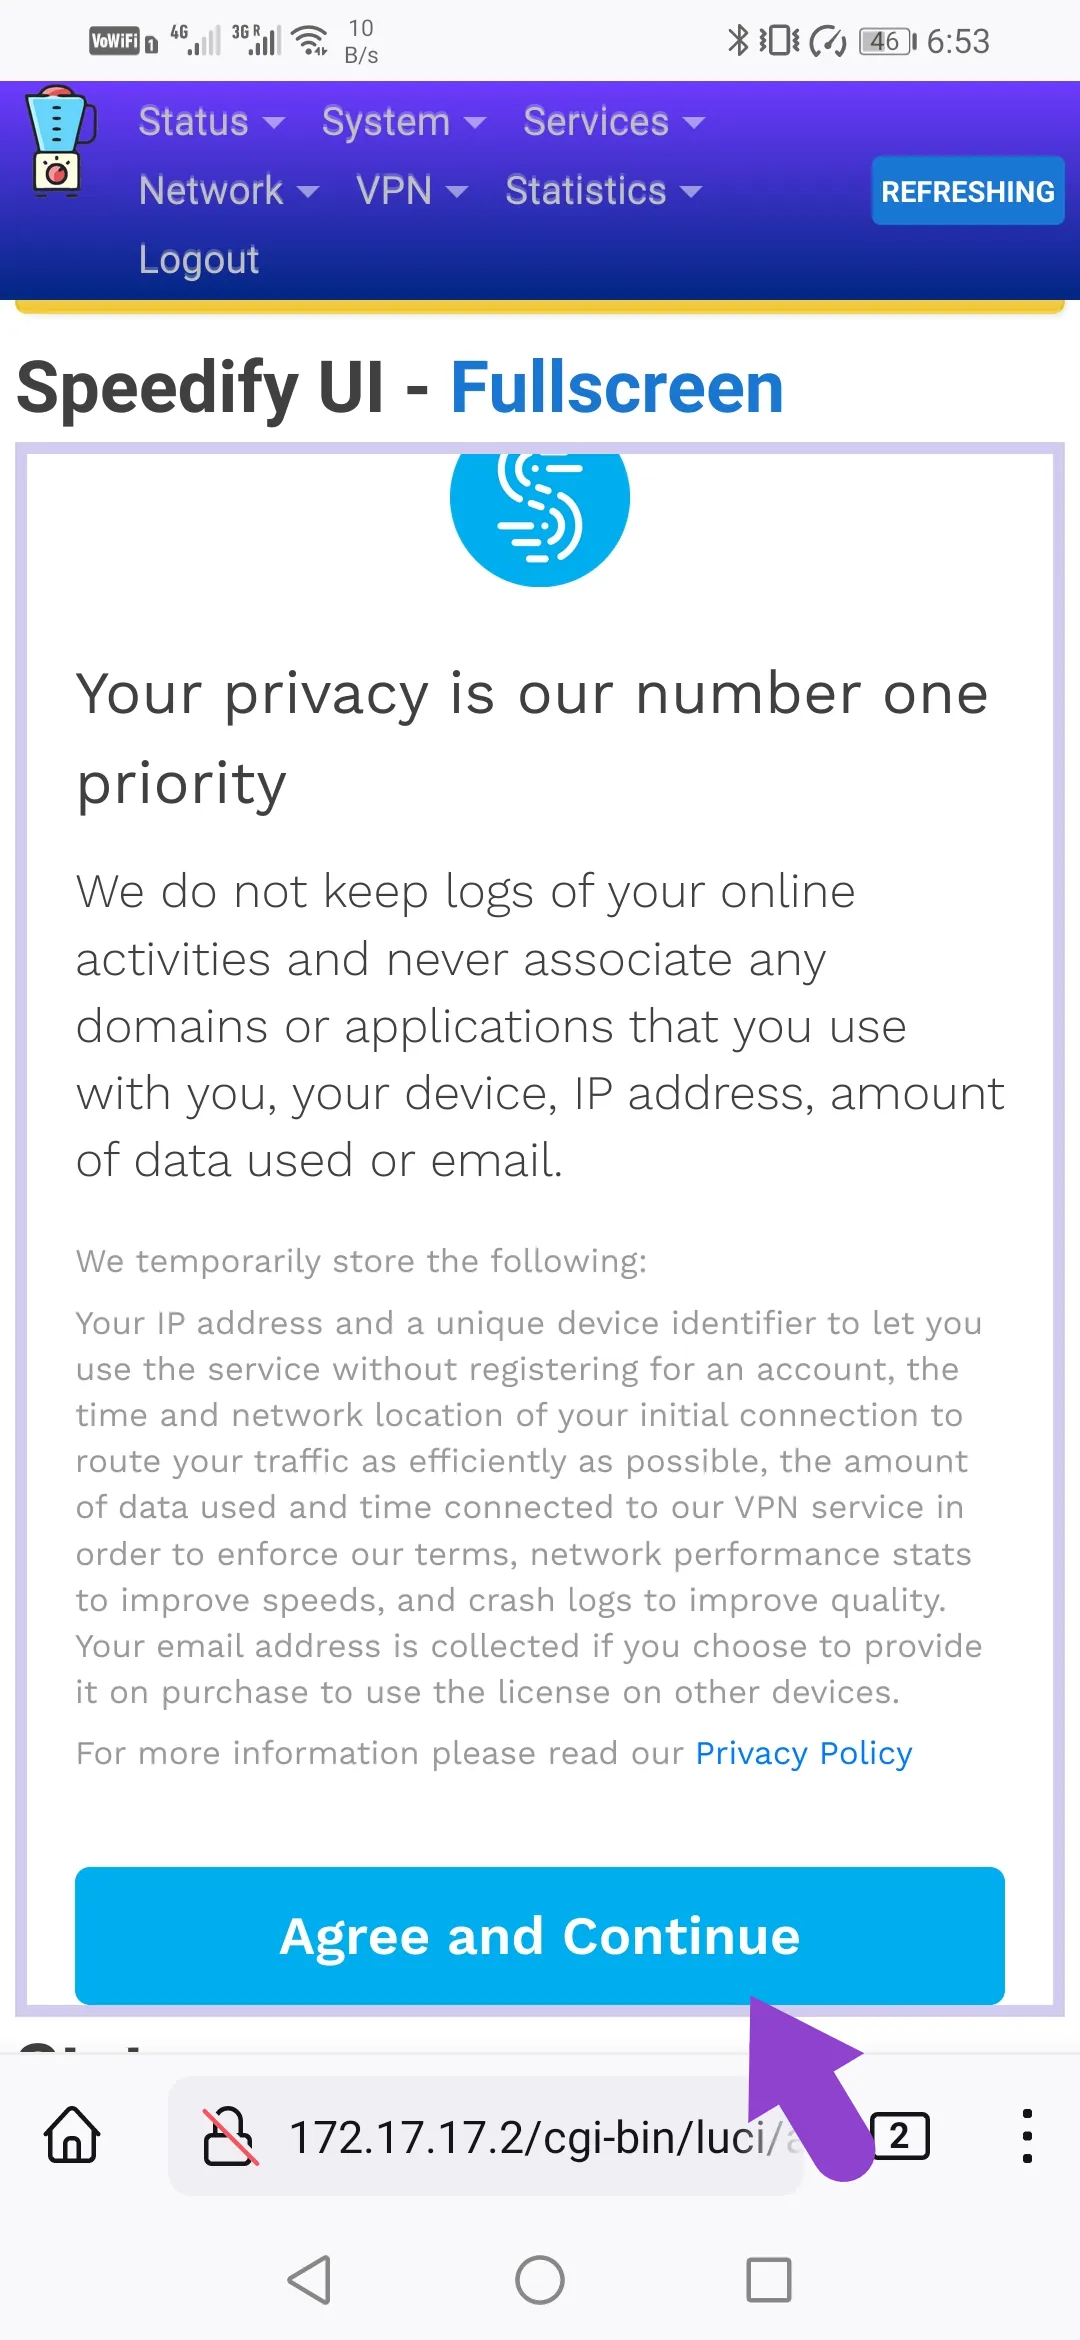 VoWiFi 1 4G 3G R 10 B/s 46 6:53
Status System Services
Network VPN Statistics
REFRESHING
Logout
Speedify UI - Fullscreen
Your privacy is our number one
priority
We do not keep logs of your online
activities and never associate any
domains or applications that you use
with you, your device, IP address, amount
of data used or email.
We temporarily store the following:
Your IP address and a unique device identifier to let you
use the service without registering for an account, the
time and network location of your initial connection to
route your traffic as efficiently as possible, the amount
of data used and time connected to our VPN service in
order to enforce our terms, network performance stats
to improve speeds, and crash logs to improve quality.
Your email address is collected if you choose to provide
it on purchase to use the license on other devices.
For more information please read our Privacy Policy
Agree and Continue
172.17.17.2/cgi-bin/luci/
2